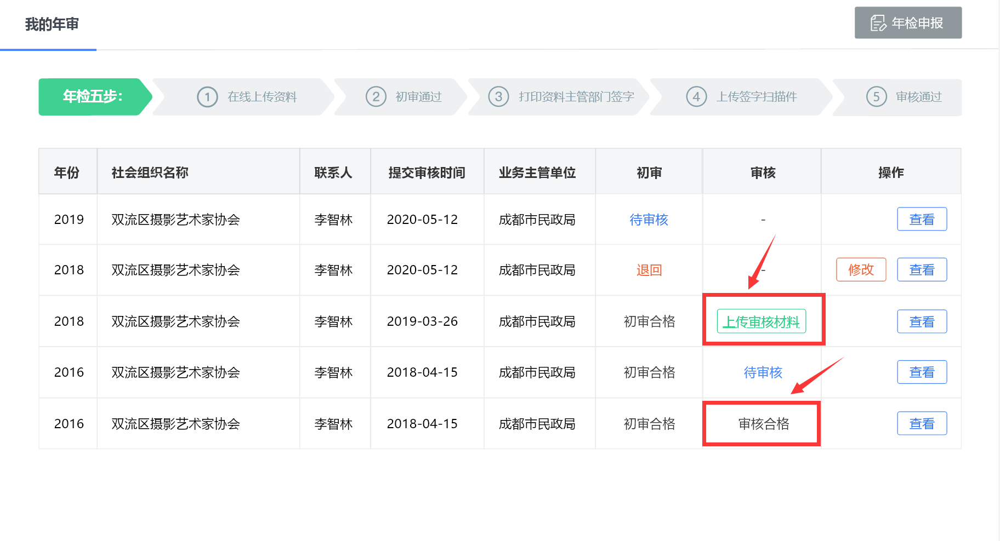 我的年审
年检申报
年检五步：
1 在线上传资料
2 初审通过
3 打印资料主管部门签字
4 上传签字扫描件
5 审核通过
年份 社会组织名称 联系人 提交审核时间 业务主管单位 初审 审核 操作
2019 双流区摄影艺术家协会 李智林 2020-05-12 成都市民政局 待审核 - 查看
2018 双流区摄影艺术家协会 李智林 2020-05-12 成都市民政局 退回 - 修改 查看
2018 双流区摄影艺术家协会 李智林 2019-03-26 成都市民政局 初审合格 上传审核材料 查看
2016 双流区摄影艺术家协会 李智林 2018-04-15 成都市民政局 初审合格 待审核 查看
2016 双流区摄影艺术家协会 李智林 2018-04-15 成都市民政局 初审合格 审核合格 查看